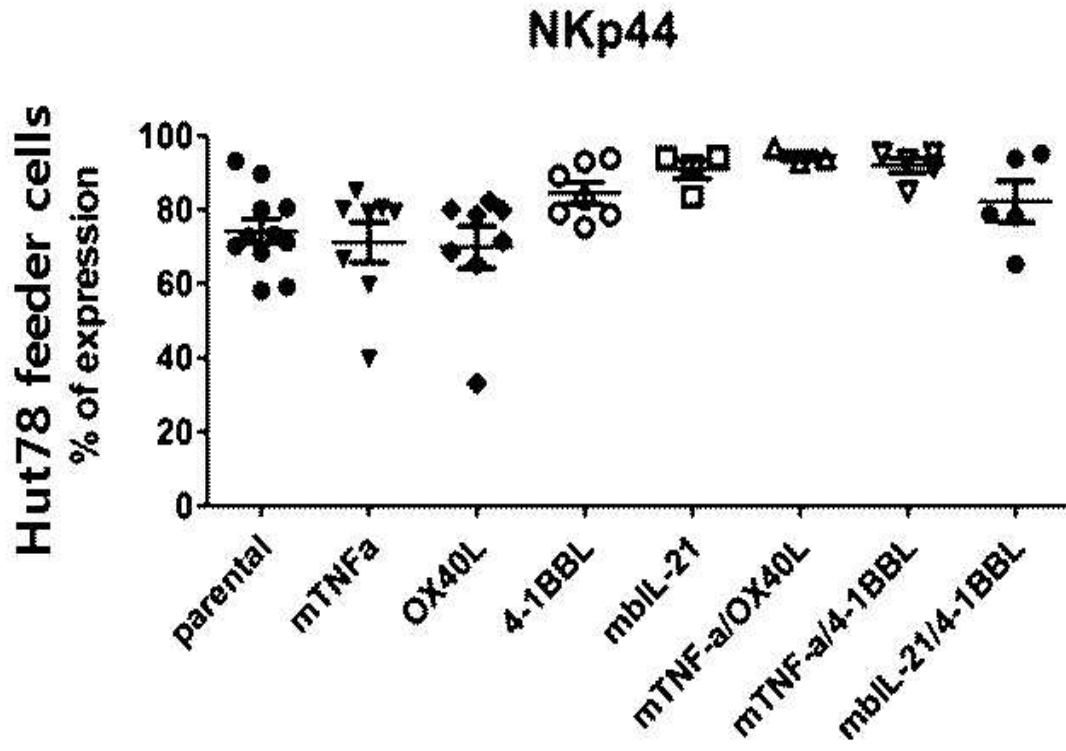 NKp44
Hut78 feeder cells
% of expression
100
80
60
40
20
0
parental
mTNFa
OX40L
4-1BBL
mbIL-21
mTNF-a/OX40L
mTNF-a/4-1BBL
mbIL-21/4-1BBL